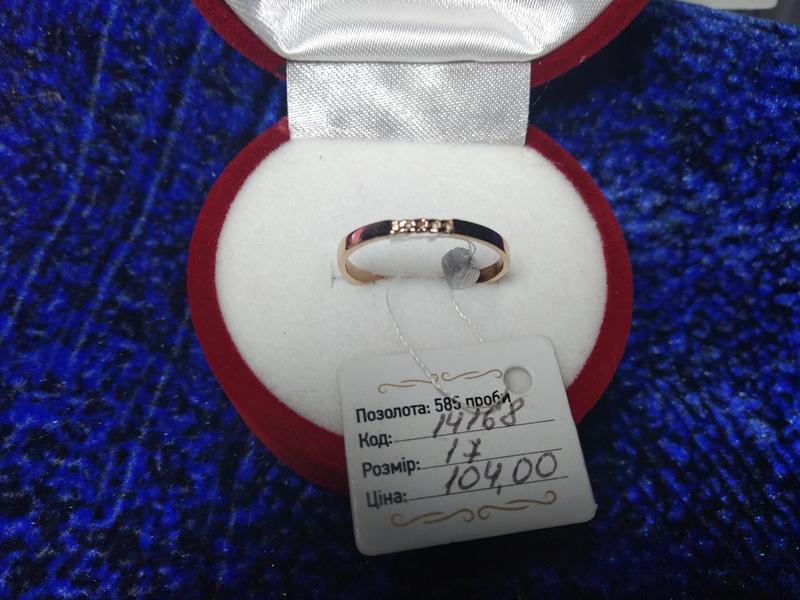 Позолота: 585 проби
Код: 14168
Розмір: 17
Ціна: 104,00